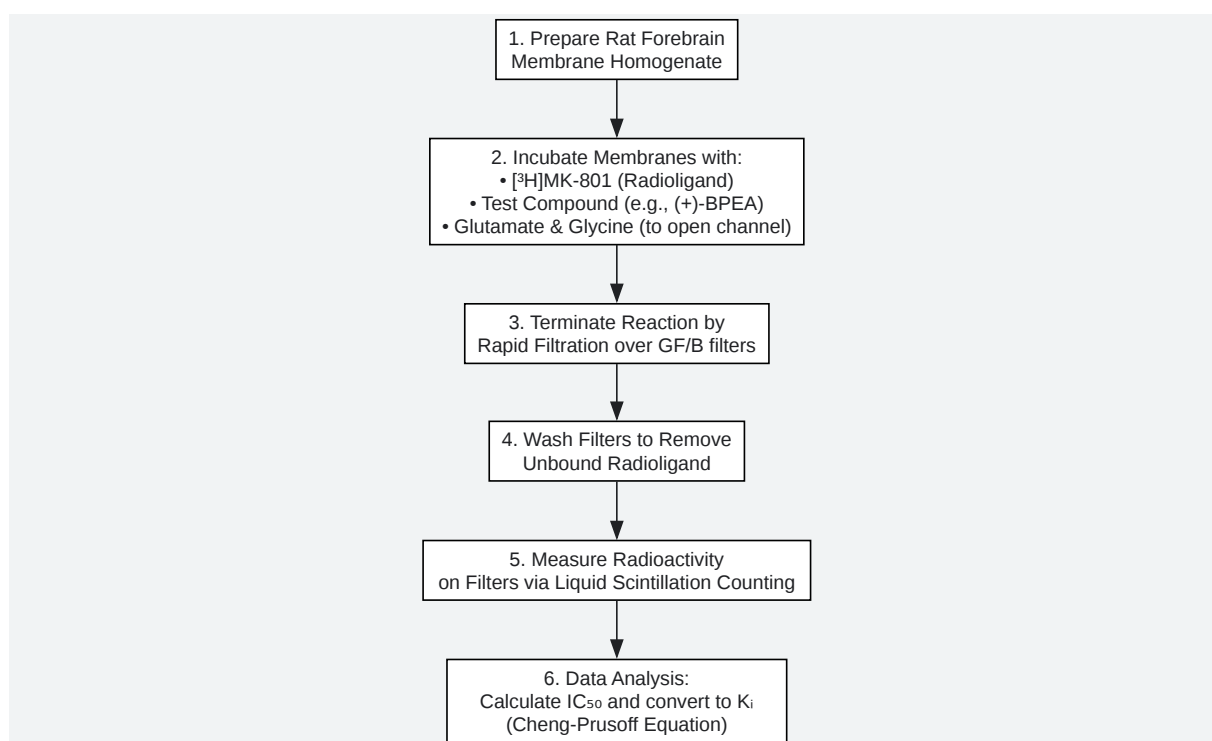 1. Prepare Rat Forebrain
Membrane Homogenate
2. Incubate Membranes with:
• [³H]MK-801 (Radioligand)
• Test Compound (e.g., (+)-BPEA)
• Glutamate & Glycine (to open channel)
3. Terminate Reaction by
Rapid Filtration over GF/B filters
4. Wash Filters to Remove
Unbound Radioligand
5. Measure Radioactivity
on Filters via Liquid Scintillation Counting
6. Data Analysis:
Calculate IC₅₀ and convert to Kᵢ
(Cheng-Prusoff Equation)